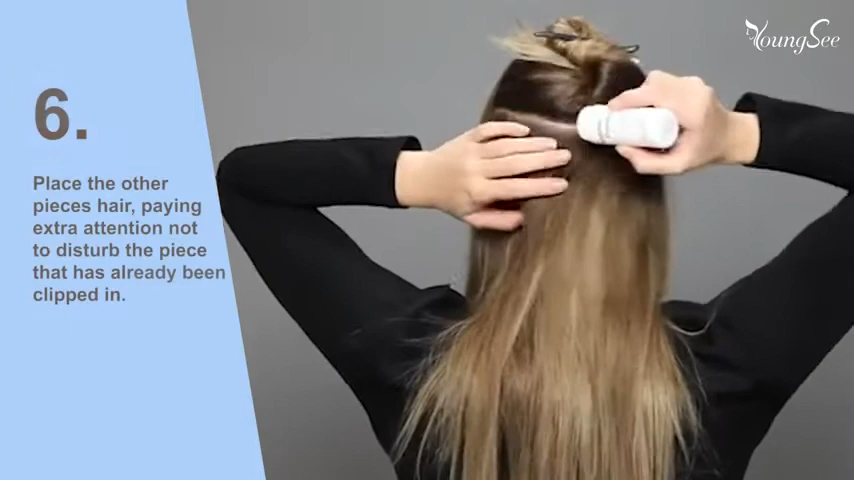 YoungSee
6.
Place the other
pieces hair, paying
extra attention not
to disturb the piece
that has already been
clipped in.